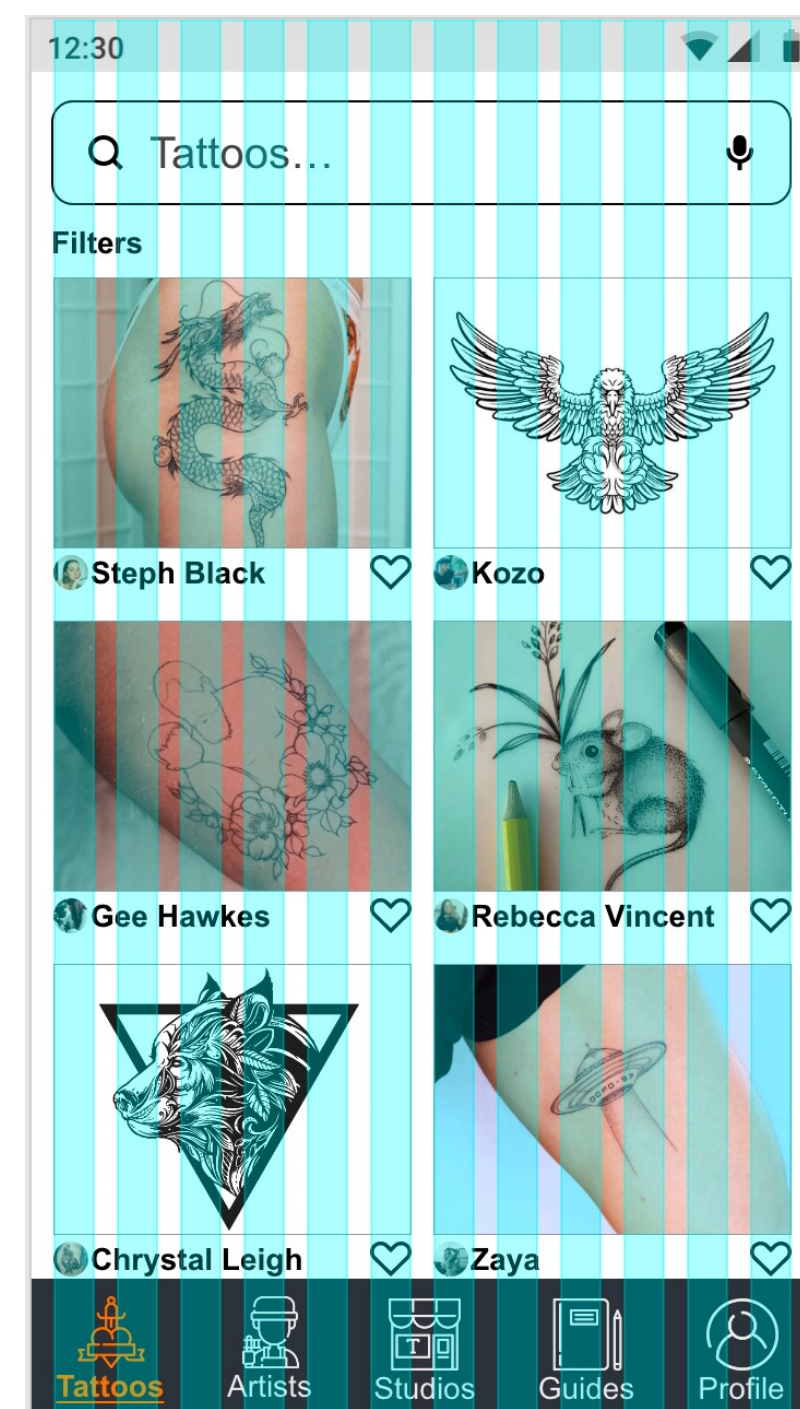 12:30
Tattoos...
Filters
Steph Black
Kozo
Gee Hawkes
Rebecca Vincent
STAEDTLER
Chrystal Leigh
Zaya
T
Tattoos
Artists
Studios
Guides
Profile